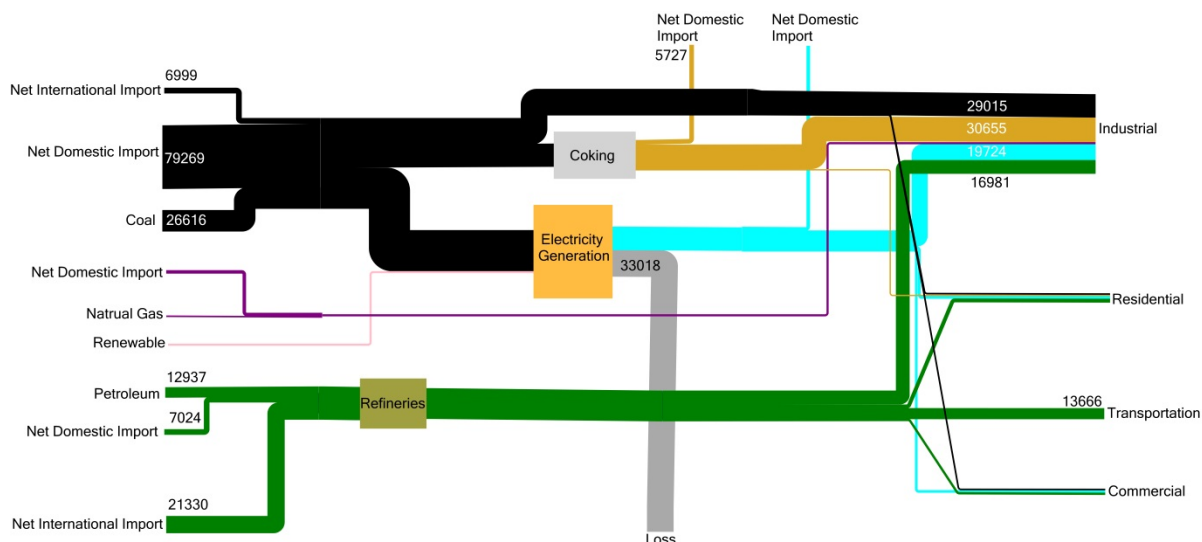 Net Domestic
Import
5727
Net Domestic
Import
6999
Net International Import
29015
Industrial
30655
Net Domestic Import
79269
Coking
19724
16981
Coal
26616
Electricity
Generation
33018
Net Domestic Import
Residential
Natrual Gas
Renewable
12937
Petroleum
Refineries
7024
Net Domestic Import
13666
Transportation
21330
Net International Import
Commercial
Loss